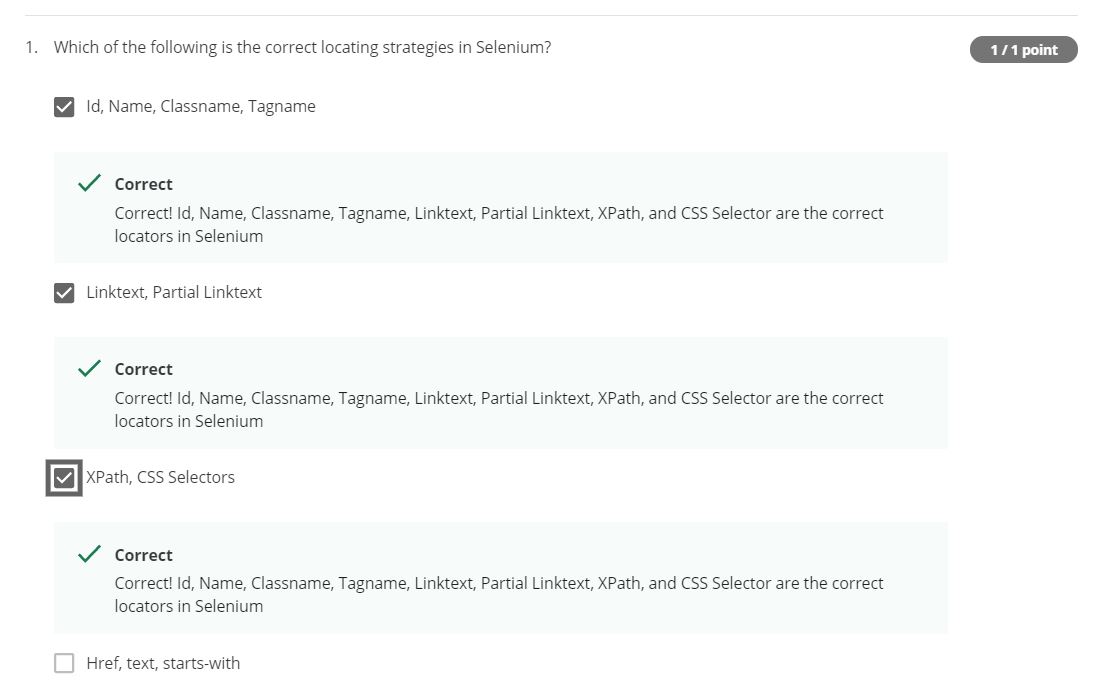 1. Which of the following is the correct locating strategies in Selenium?
1 / 1 point
Id, Name, Classname, Tagname
Correct
Correct! Id, Name, Classname, Tagname, Linktext, Partial Linktext, XPath, and CSS Selector are the correct
locators in Selenium
Linktext, Partial Linktext
Correct
Correct! Id, Name, Classname, Tagname, Linktext, Partial Linktext, XPath, and CSS Selector are the correct
locators in Selenium
XPath, CSS Selectors
Correct
Correct! Id, Name, Classname, Tagname, Linktext, Partial Linktext, XPath, and CSS Selector are the correct
locators in Selenium
Href, text, starts-with